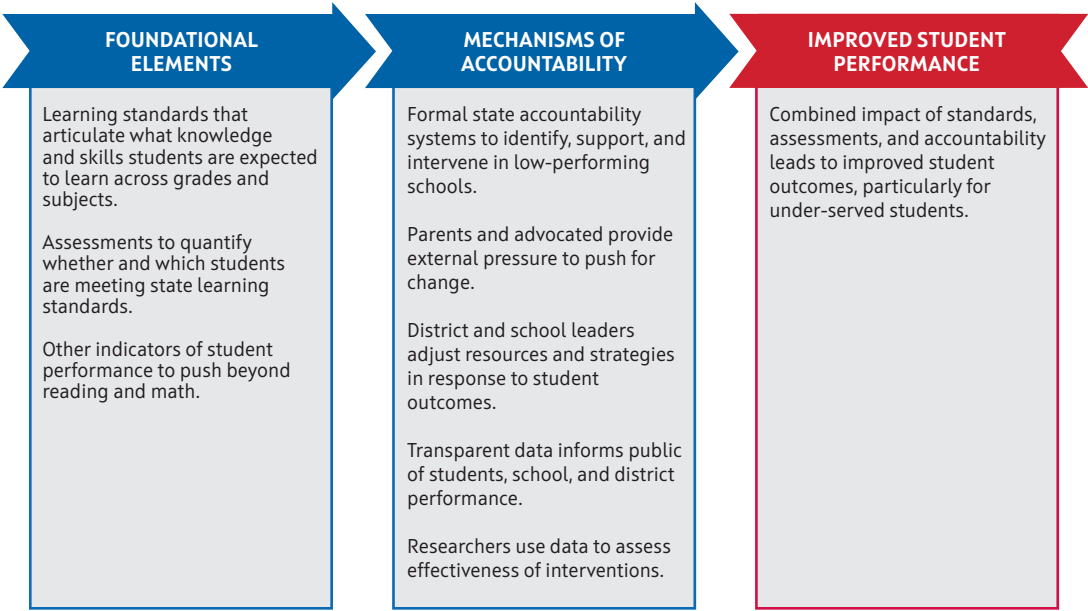 FOUNDATIONAL
ELEMENTS
Learning standards that
articulate what knowledge
and skills students are expected
to learn across grades and
subjects.
Assessments to quantify
whether and which students
are meeting state learning
standards.
Other indicators of student
performance to push beyond
reading and math.
MECHANISMS OF
ACCOUNTABILITY
Formal state accountability
systems to identify, support, and
intervene in low-performing
schools.
Parents and advocated provide
external pressure to push for
change.
District and school leaders
adjust resources and strategies
in response to student
outcomes.
Transparent data informs public
of students, school, and district
performance.
Researchers use data to assess
effectiveness of interventions.
IMPROVED STUDENT
PERFORMANCE
Combined impact of standards,
assessments, and accountability
leads to improved student
outcomes, particularly for
under-served students.